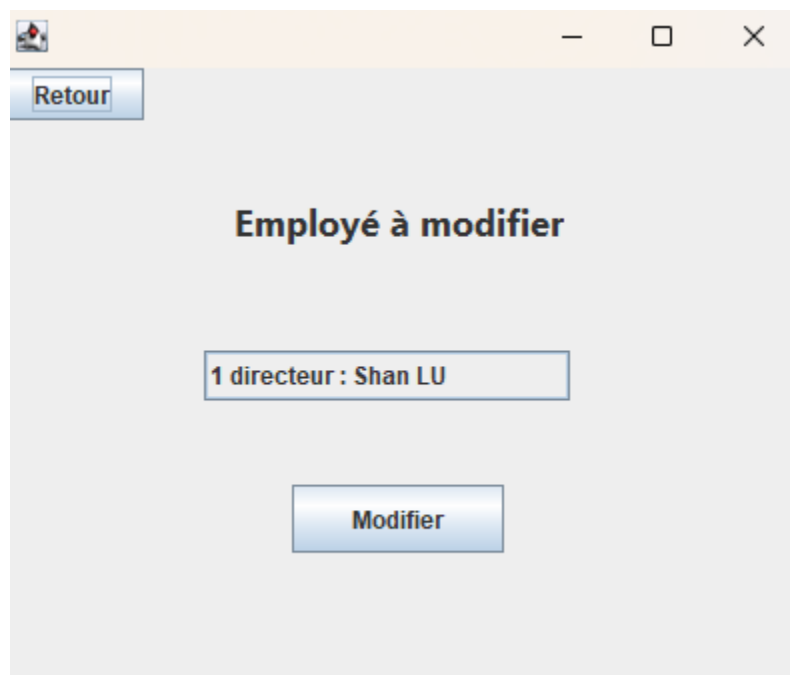 Retour
Employé à modifier
1 directeur : Shan LU
Modifier